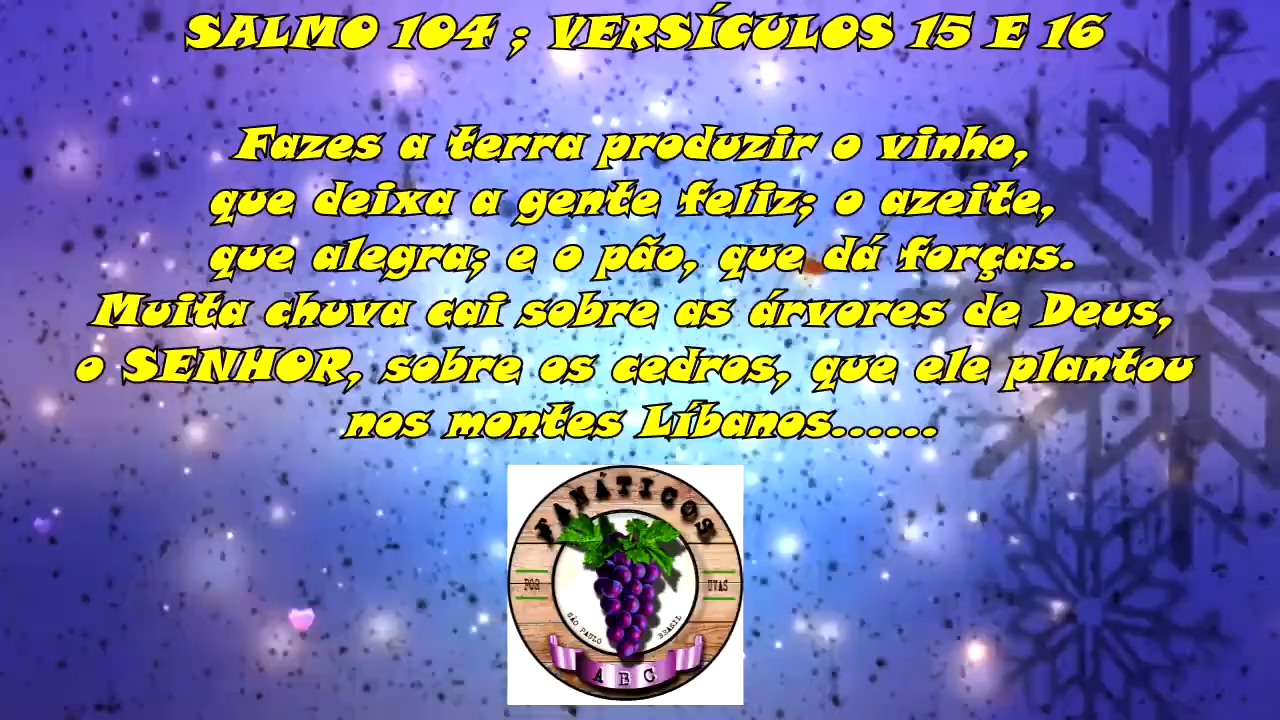 SALMO 104 ; VERSÍCULOS 15 E 16
Fazes a terra produzir o vinho,
que deixa a gente feliz; o azeite,
que alegra; e o pão, que dá forças.
Muita chuva cai sobre as árvores de Deus,
o SENHOR, sobre os cedros, que ele plantou
nos montes Líbanos......
FANÁTICOS
POR UVAS
SÃO PAULO BRASIL
ABC